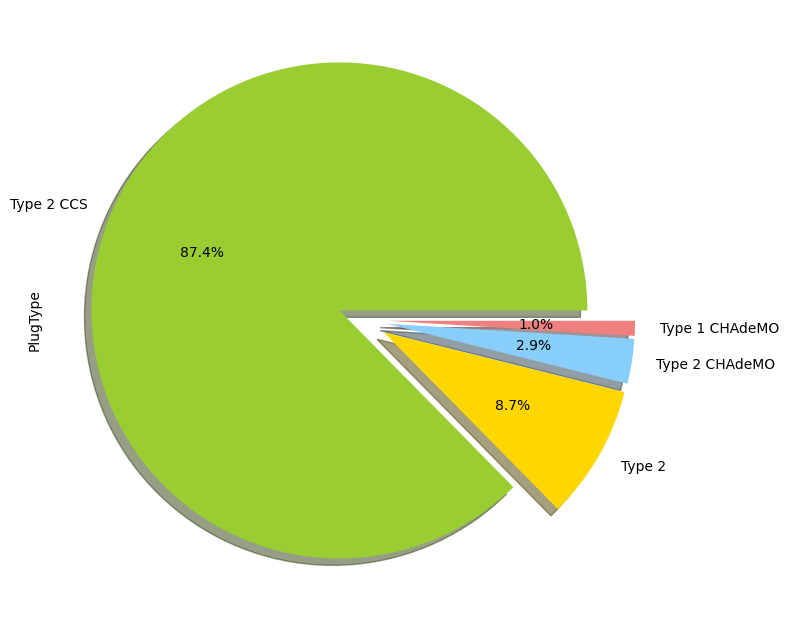 Type 2 CCS
87.4%
PlugType
1.0%
Type 1 CHAdeMO
2.9%
Type 2 CHAdeMO
8.7%
Type 2